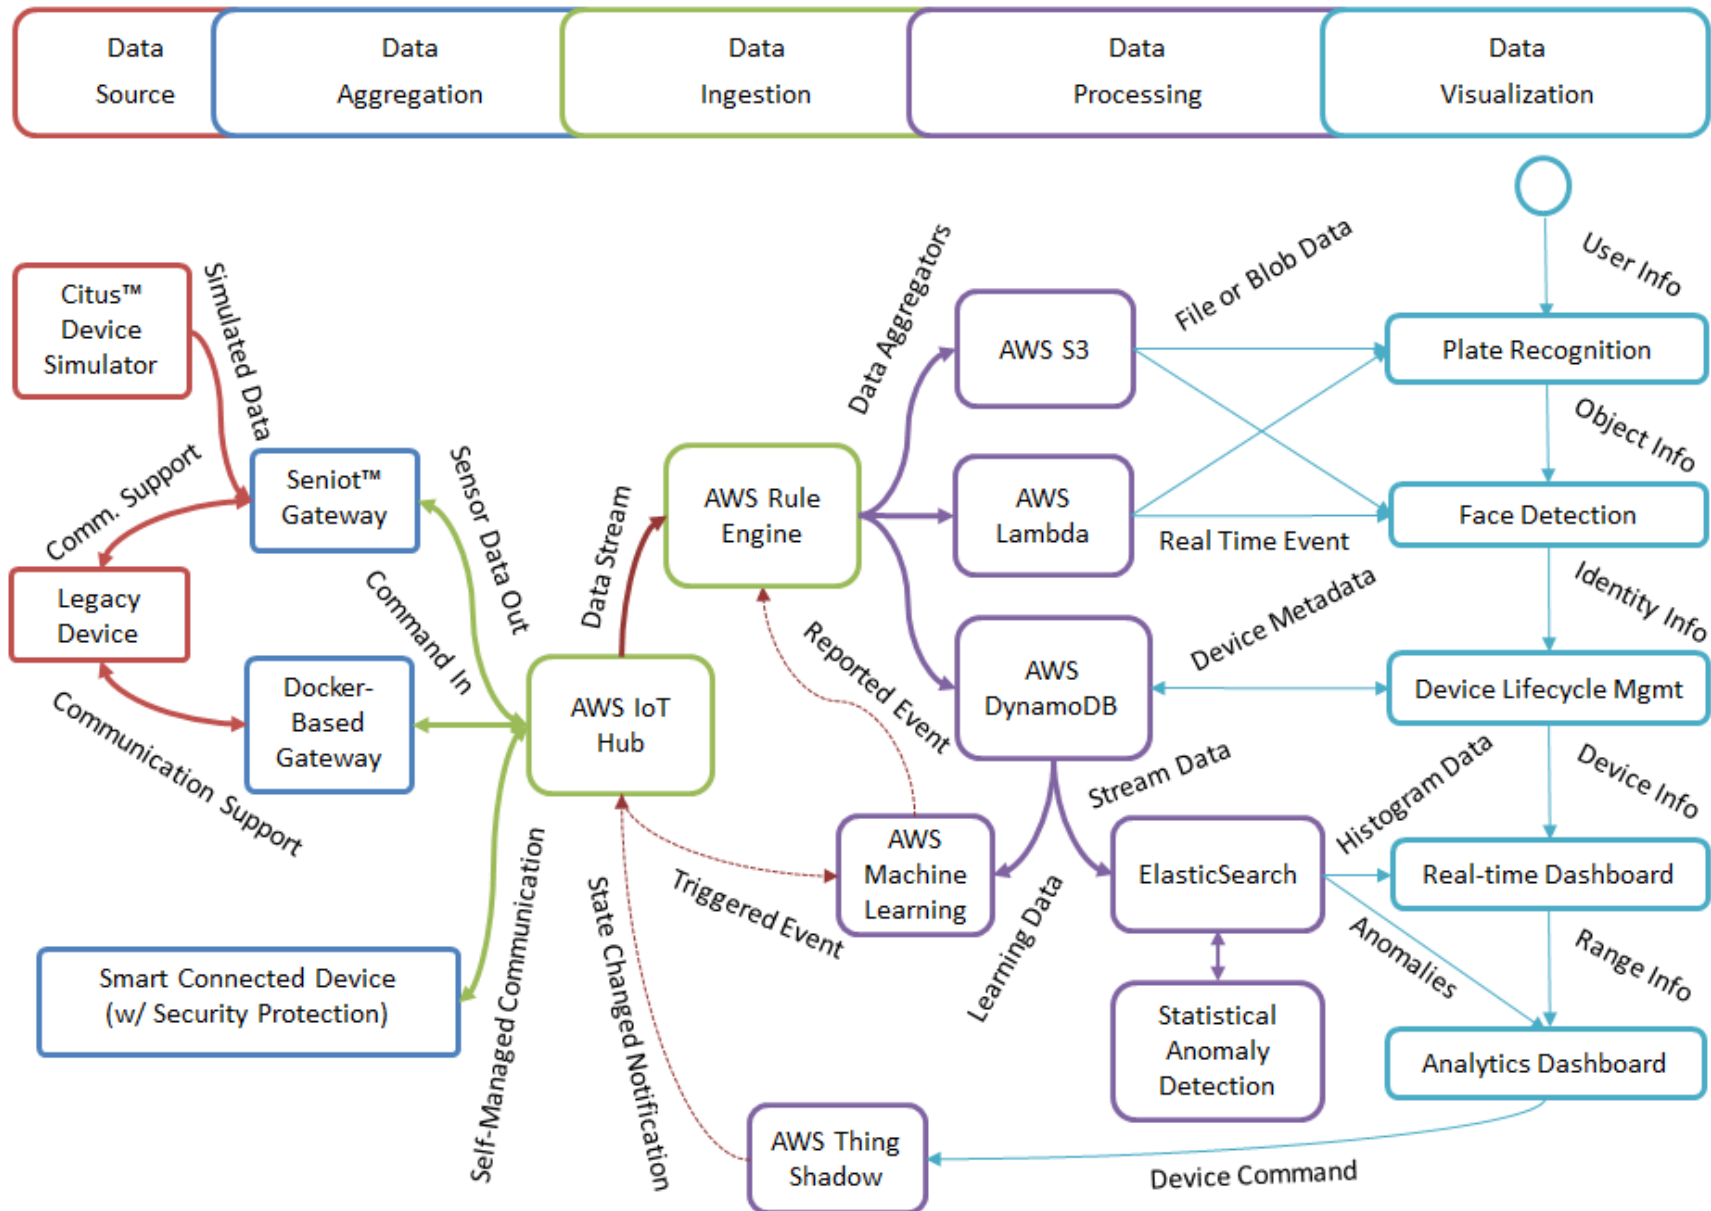 Data
Source
Data
Aggregation
Data
Ingestion
Data
Processing
Data
Visualization
User Info
Citus™
Device
Simulator
Simulated Data
Data Aggregators
AWS S3
File or Blob Data
Plate Recognition
Object Info
Comm. Support
Seniot™
Gateway
Sensor Data Out
Data Stream
AWS Rule
Engine
AWS
Lambda
Real Time Event
Face Detection
Identity Info
Legacy
Device
Command In
Reported Event
AWS
DynamoDB
Device Metadata
Device Lifecycle Mgmt
Device Info
Communication Support
Docker-
Based
Gateway
AWS IoT
Hub
Stream Data
Histogram Data
Triggered Event
AWS
Machine
Learning
Learning Data
ElasticSearch
Real-time Dashboard
Anomalies
Range Info
Smart Connected Device
(w/ Security Protection)
Self-Managed Communication
State Changed Notification
Statistical
Anomaly
Detection
Analytics Dashboard
AWS Thing
Shadow
Device Command